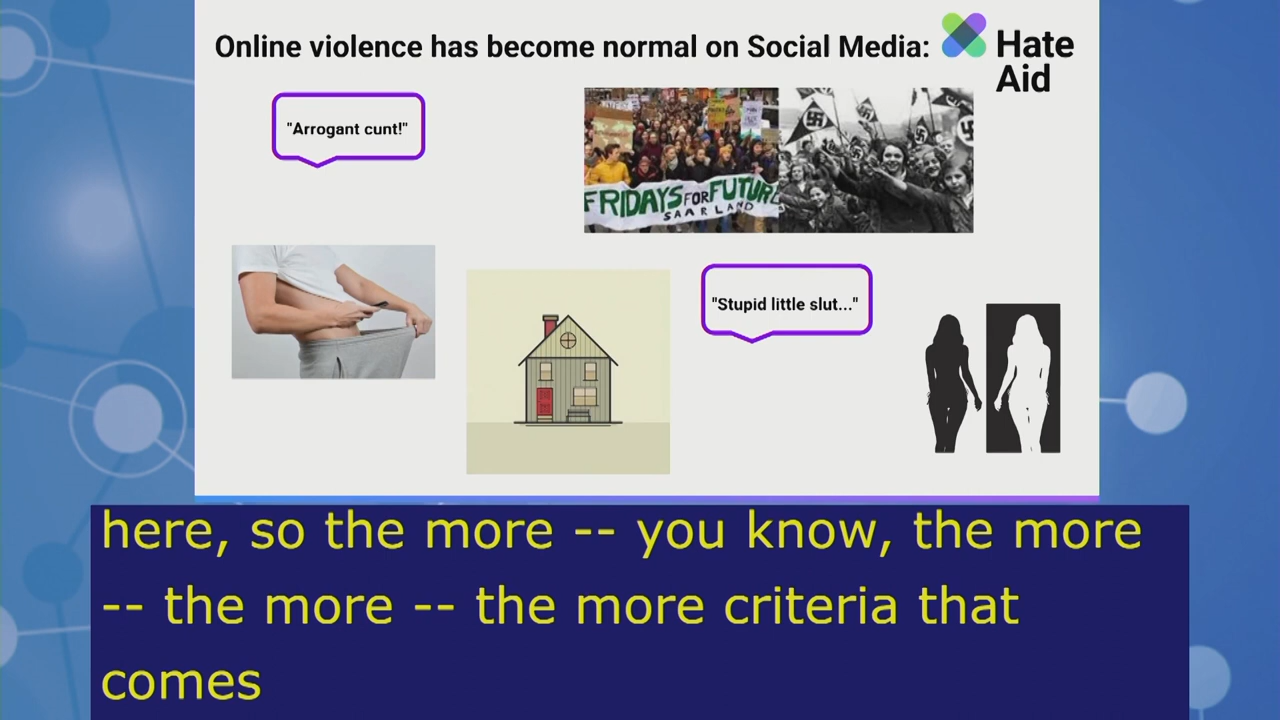 Online violence has become normal on Social Media:
Hate
Aid
"Arrogant cunt!"
FRIDAYS FOR FUTURE
SAARLAND
"Stupid little slut..."
here, so the more -- you know, the more
-- the more -- the more criteria that
comes